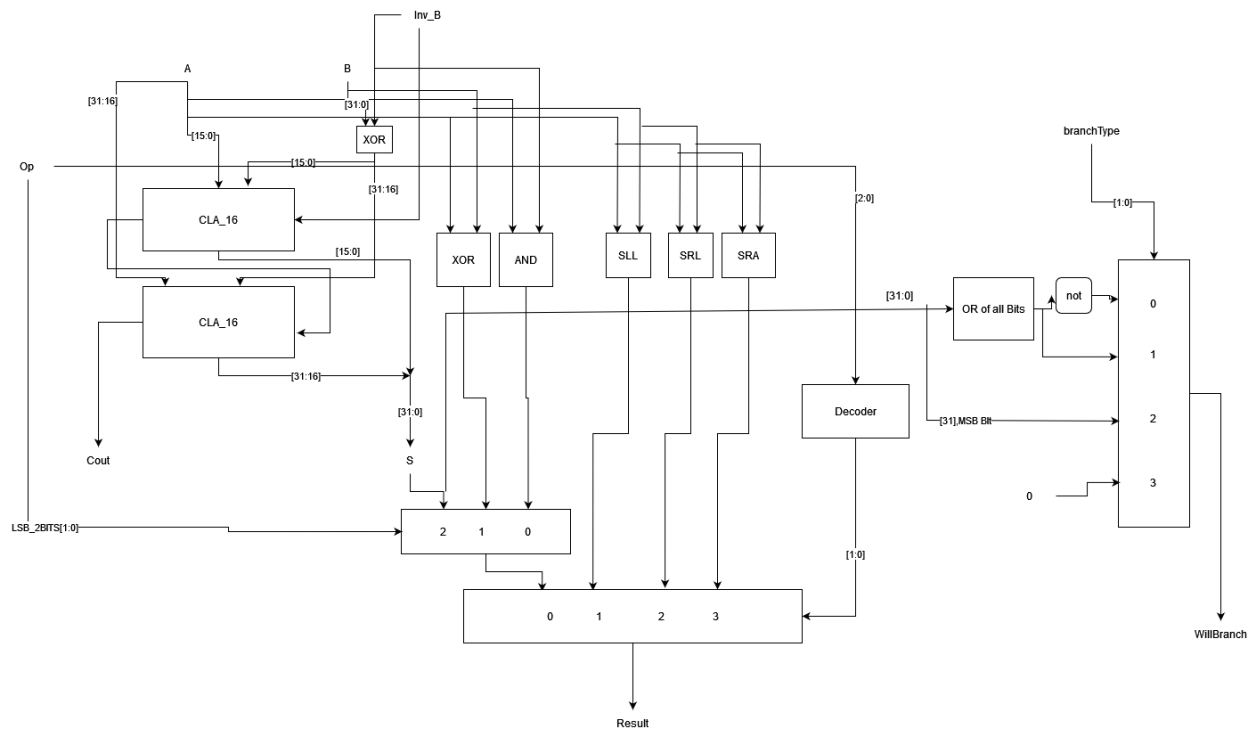 Inv_B
A
B
[31:16]
[31:0]
[15:0]
XOR
branchType
Op
[15:0]
[31:16]
[2:0]
[1:0]
CLA_16
[15:0]
XOR
AND
SLL
SRL
SRA
[31:0]
not
0
OR of all Bits
CLA_16
1
[31:16]
[31:0]
Decoder
[31],MSB Bit
2
Cout
S
3
0
LSB_2BITS[1:0]
2
1
0
[1:0]
0
1
2
3
WillBranch
Result